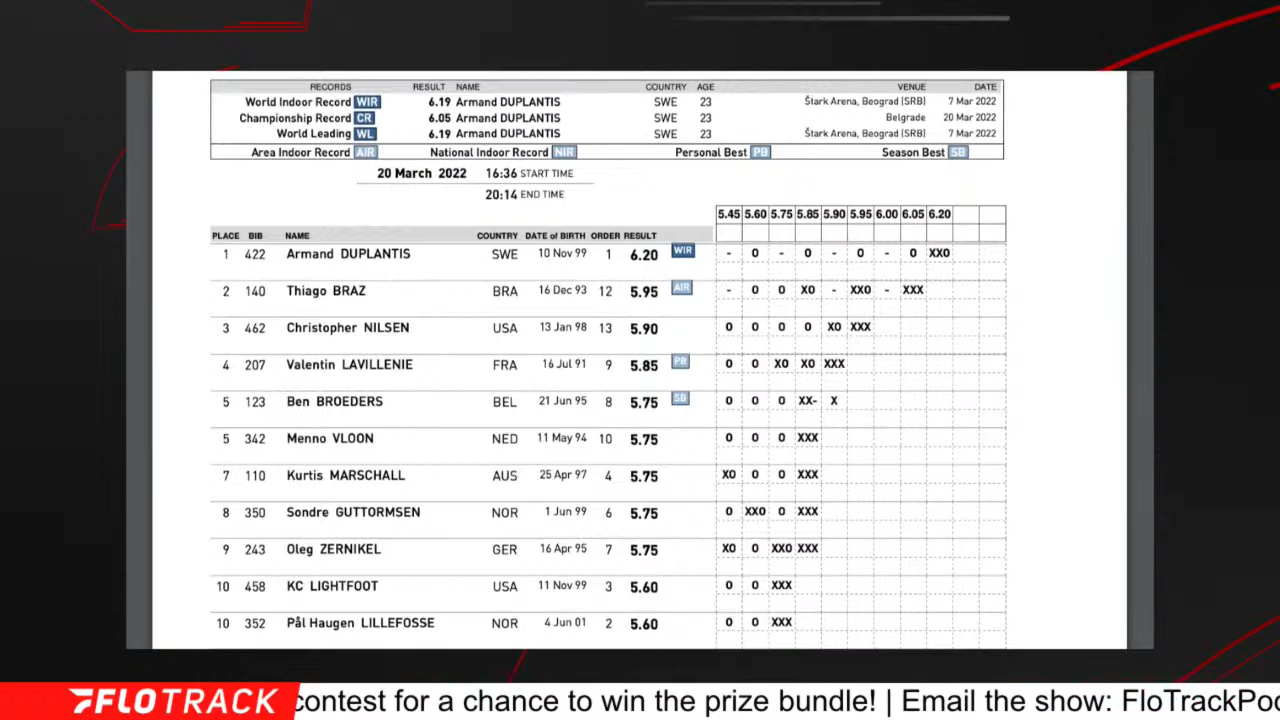 RECORDS RESULT NAME COUNTRY AGE VENUE DATE
World Indoor Record WIR 6.19 Armand DUPLANTIS SWE 23 Štark Arena, Beograd (SRB) 7 Mar 2022
Championship Record CR 6.05 Armand DUPLANTIS SWE 23 Belgrade 20 Mar 2022
World Leading WL 6.19 Armand DUPLANTIS SWE 23 Štark Arena, Beograd (SRB) 7 Mar 2022
Area Indoor Record AIR National Indoor Record NIR Personal Best PB Season Best SB
20 March 2022 16:36 START TIME
20:14 END TIME
5.45 5.60 5.75 5.85 5.90 5.95 6.00 6.05 6.20
PLACE BIB NAME COUNTRY DATE of BIRTH ORDER RESULT
1 422 Armand DUPLANTIS SWE 10 Nov 99 1 6.20 WIR - O - O - O - O XXO
2 140 Thiago BRAZ BRA 16 Dec 93 12 5.95 AIR - O O XO - XXO - XXX
3 462 Christopher NILSEN USA 13 Jan 98 13 5.90 O O O O XO XXX
4 207 Valentin LAVILLENIE FRA 16 Jul 91 9 5.85 PB O O XO XO XXX
5 123 Ben BROEDERS BEL 21 Jun 95 8 5.75 SB O O O XX- X
5 342 Menno VLOON NED 11 May 94 10 5.75 O O O XXX
7 110 Kurtis MARSCHALL AUS 25 Apr 97 4 5.75 XO O O XXX
8 350 Sondre GUTTORMSEN NOR 1 Jun 99 6 5.75 O XXO O XXX
9 243 Oleg ZERNIKEL GER 16 Apr 95 7 5.75 XO O XXO XXX
10 458 KC LIGHTFOOT USA 11 Nov 99 3 5.60 O O XXX
10 352 Pål Haugen LILLEFOSSE NOR 4 Jun 01 2 5.60 O O XXX
FLOTRACK contest for a chance to win the prize bundle! | Email the show: FloTrackPod